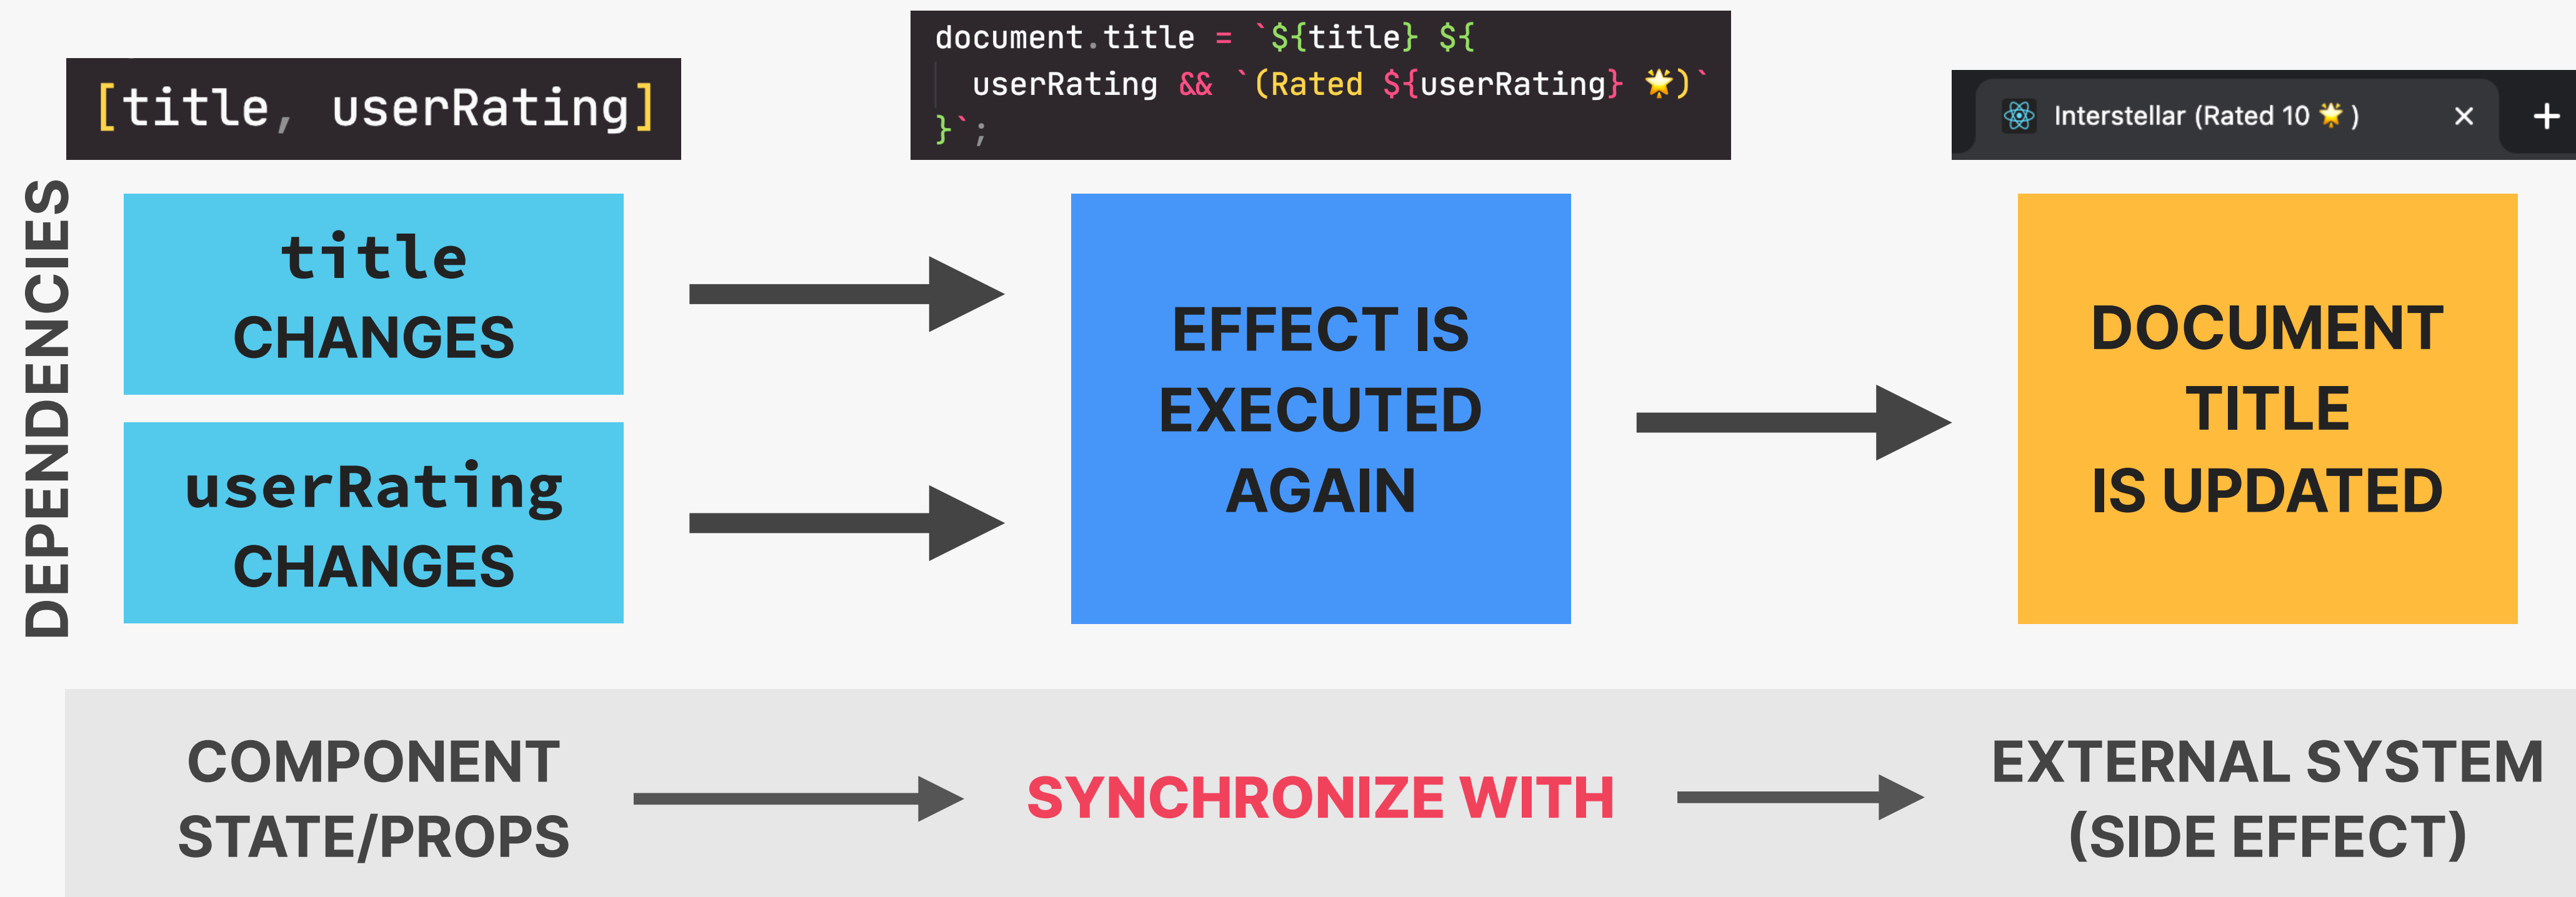 [title, userRating]
document.title = `${title} ${
userRating && `(Rated ${userRating} 🌟)`
}`;
Interstellar (Rated 10 🌟 )
DEPENDENCIES
title
CHANGES
userRating
CHANGES
EFFECT IS
EXECUTED
AGAIN
DOCUMENT
TITLE
IS UPDATED
COMPONENT
STATE/PROPS
SYNCHRONIZE WITH
EXTERNAL SYSTEM
(SIDE EFFECT)